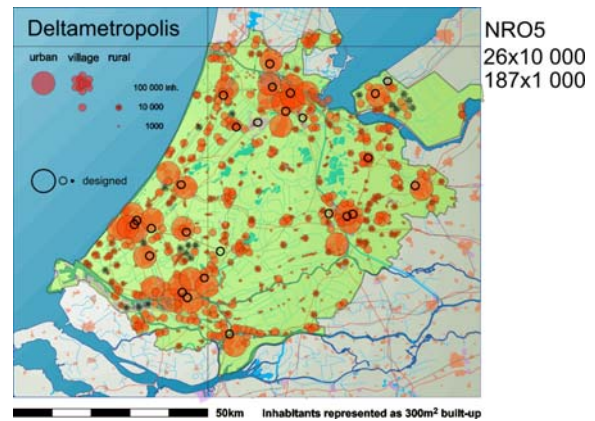 Deltametropolis
NRO5
26x10 000
187x1 000
urban village rural
100 000 inh.
10 000
1000
designed
50km Inhabitants represented as 300m² built-up